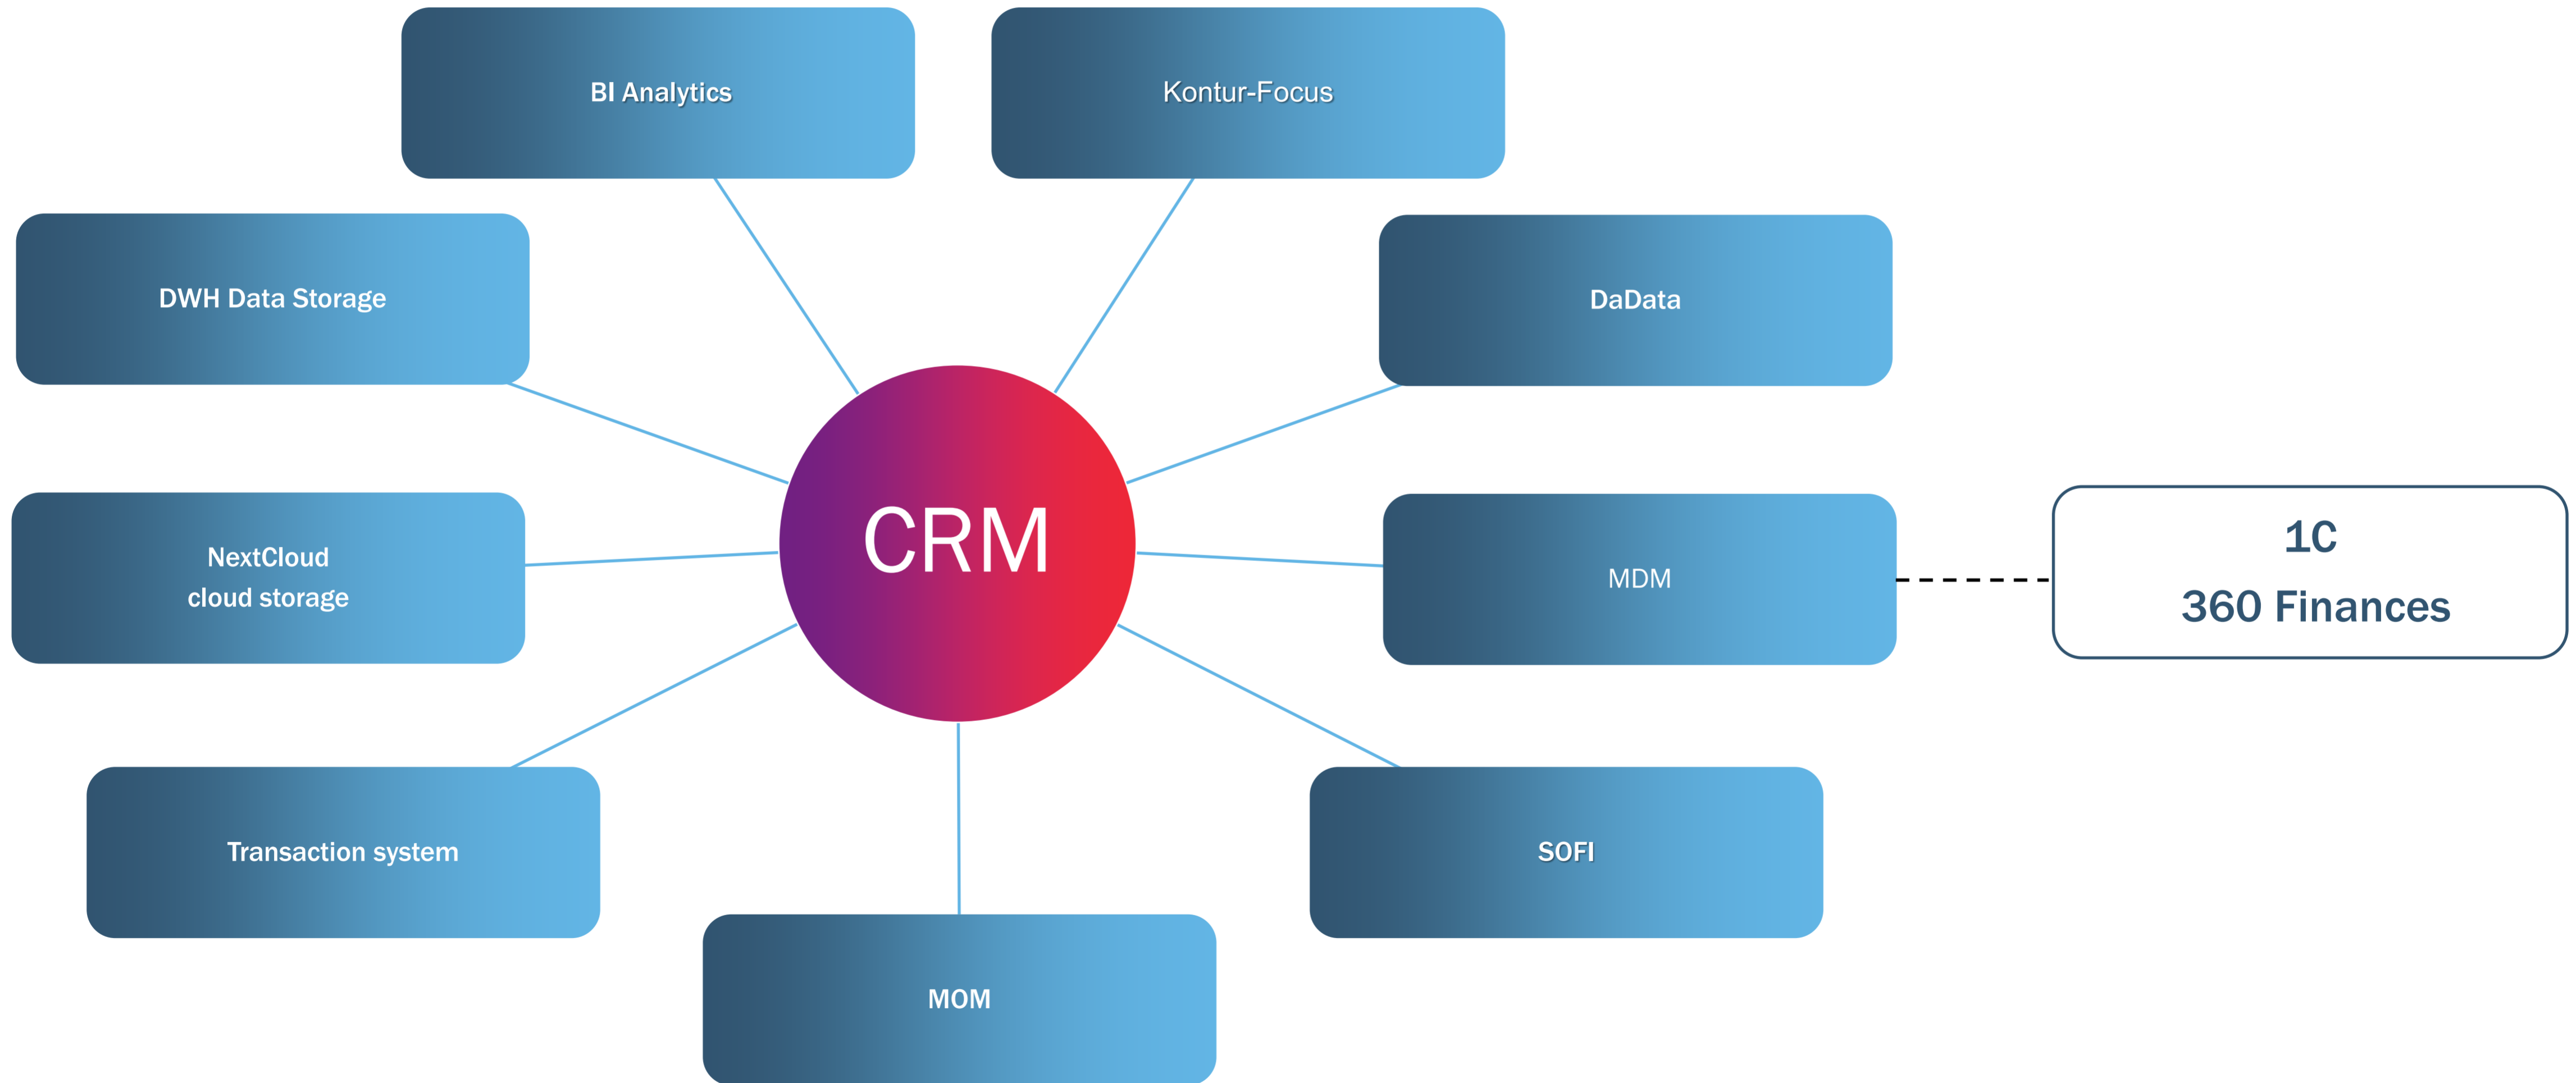 BI Analytics
Kontur-Focus
DWH Data Storage
DaData
CRM
NextCloud
cloud storage
MDM
1C
360 Finances
Transaction system
SOFI
MOM